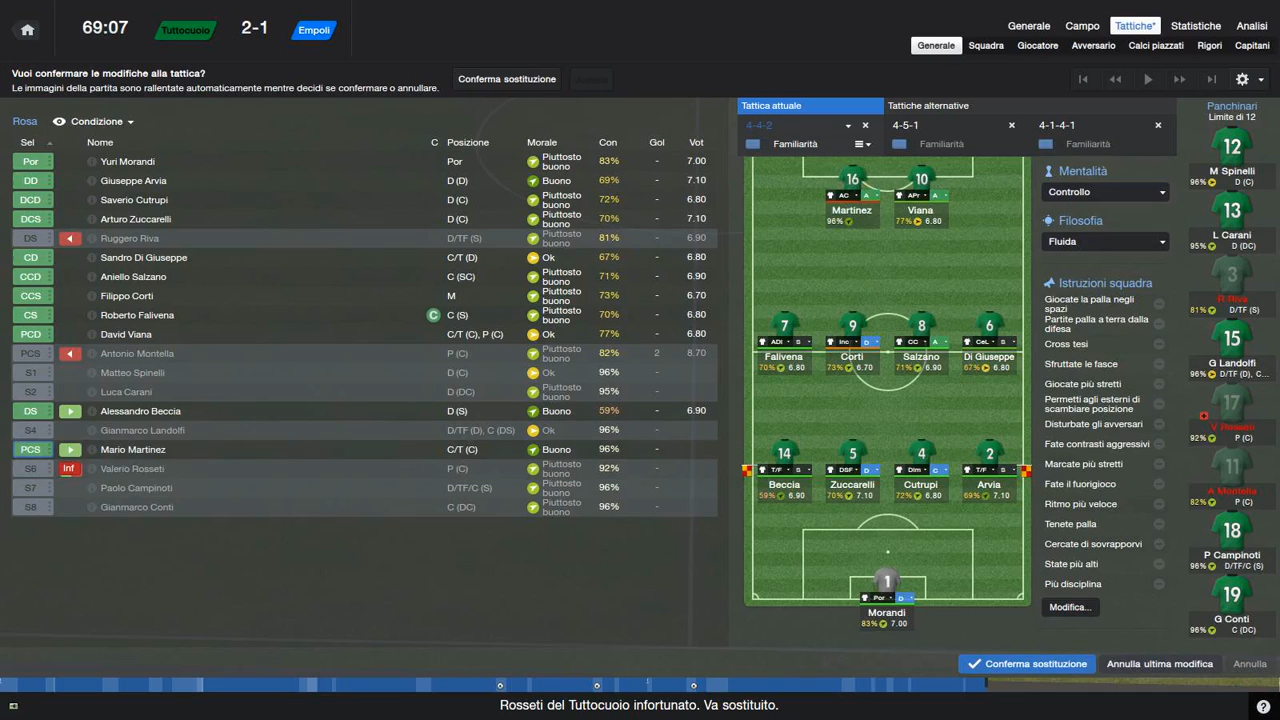 69:07
Tuttocuoio
2-1
Empoli
Generale Campo Tattiche* Statistiche Analisi
Generale Squadra Giocatore Avversario Calci piazzati Rigori Capitani
Vuoi confermare le modifiche alla tattica?
Le immagini della partita sono rallentate automaticamente mentre decidi se confermare o annullare.
Conferma sostituzione
Rosa Condizione
Sel Nome C Posizione Morale Con Gol Vot
Por Yuri Morandi Por Piuttosto buono 83% - 7.00
DD Giuseppe Arvia D (D) Buono 69% - 7.10
DCD Saverio Cutrupi D (C) Piuttosto buono 72% - 6.80
DCS Arturo Zuccarelli D (C) Piuttosto buono 70% - 7.10
DS Ruggero Riva D/TF (S) Piuttosto buono 81% - 6.90
CD Sandro Di Giuseppe C/T (D) Ok 67% - 6.80
CCD Aniello Salzano C (SC) Piuttosto buono 71% - 6.90
CCS Filippo Corti M Piuttosto buono 73% - 6.70
CS Roberto Falivena C C (S) Piuttosto buono 70% - 6.80
PCD David Viana C/T (C), P (C) Ok 77% - 6.80
PCS Antonio Montella P (C) Piuttosto buono 82% 2 8.70
S1 Matteo Spinelli D (C) Ok 96% -
S2 Luca Carani D (DC) Piuttosto buono 95% -
DS Alessandro Beccia D (S) Buono 59% - 6.90
S4 Gianmarco Landolfi D/TF (D), C (DS) Ok 96% -
PCS Mario Martinez C/T (C) Buono 96% -
S6 Inf Valerio Rosseti P (C) Piuttosto buono 92% -
S7 Paolo Campinoti D/TF/C (S) Piuttosto buono 96% -
S8 Gianmarco Conti C (DC) Piuttosto buono 96% -
Tattica attuale Tattiche alternative
4-4-2 4-5-1 4-1-4-1
Familiarità Familiarità Familiarità
16 10
AC A APr A
Martinez Viana
96% 77% 6.80
7 9 8 6
ADI S Inc D CC A CeL S
Falivena Corti Salzano Di Giuseppe
70% 6.80 73% 6.70 71% 6.90 67% 6.80
14 5 4 2
T/F S DSF D Dim C T/F S
Beccia Zuccarelli Cutrupi Arvia
59% 6.90 70% 7.10 72% 6.80 69% 7.10
1
Por D
Morandi
83% 7.00
Mentalità
Controllo
Filosofia
Fluida
Istruzioni squadra
Giocate la palla negli
spazi
Partite palla a terra dalla
difesa
Cross tesi
Sfruttate le fasce
Giocate più stretti
Permetti agli esterni di
scambiare posizione
Disturbate gli avversari
Fate contrasti aggressivi
Marcate più stretti
Fate il fuorigioco
Ritmo più veloce
Tenete palla
Cercate di sovrapporvi
State più alti
Più disciplina
Modifica...
Panchinari
Limite di 12
12
M Spinelli
96% D (C)
13
L Carani
95% D (DC)
3
R Riva
81% D/TF (S)
15
G Landolfi
96% D/TF (D), C...
17
V Rosseti
92% P (C)
11
A Montella
82% P (C)
18
P Campinoti
96% D/TF/C (S)
19
G Conti
96% C (DC)
Conferma sostituzione Annulla ultima modifica Annulla
Rosseti del Tuttocuoio infortunato. Va sostituito.